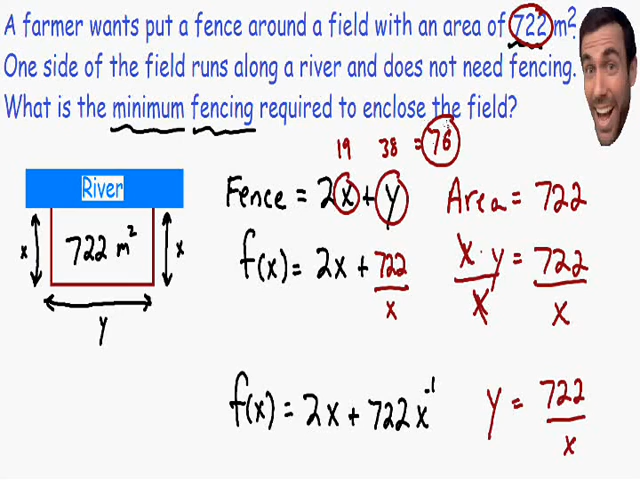 A farmer wants put a fence around a field with an area of 722 m².
One side of the field runs along a river and does not need fencing.
What is the minimum fencing required to enclose the field?
19 38 = 76
River
Fence = 2x + y
Area = 722
x 722 m² x
y
f(x) = 2x + 722/x
x · y / x = 722 / x
f(x) = 2x + 722x⁻¹
y = 722 / x